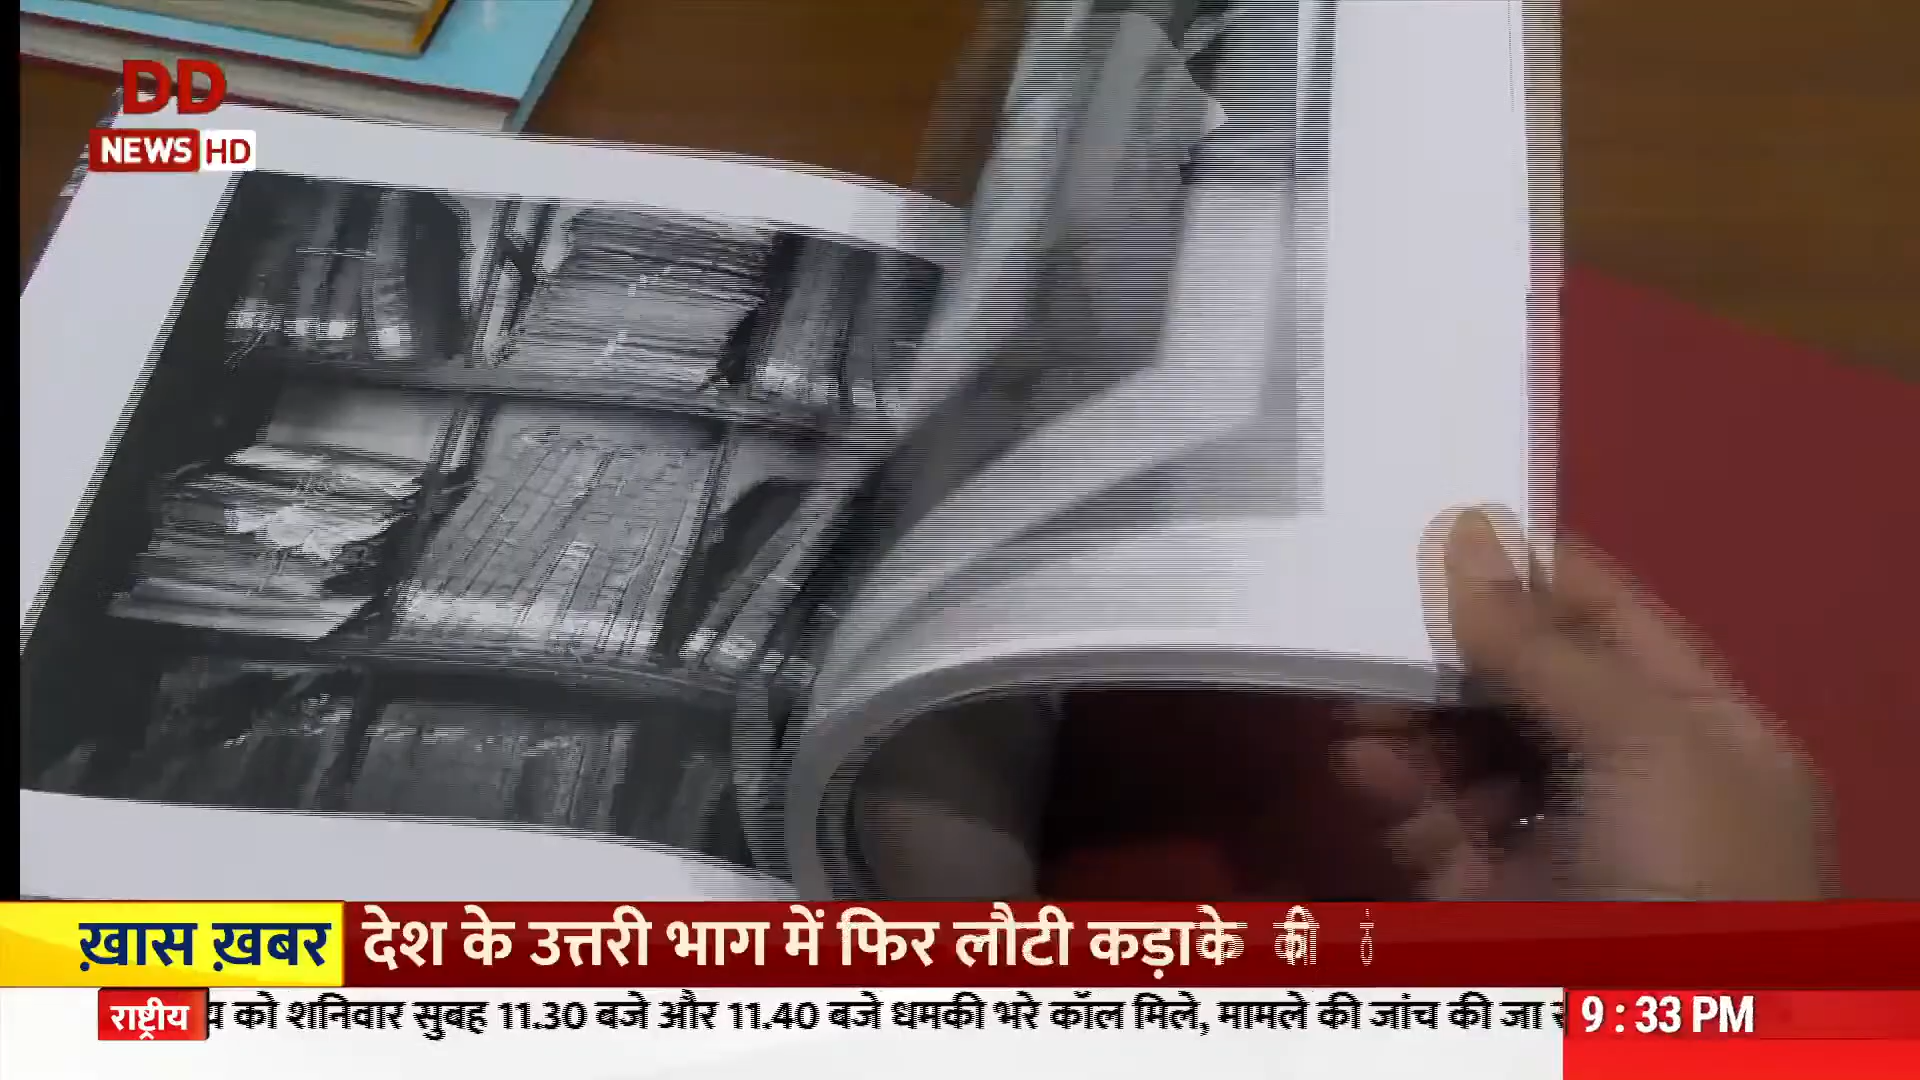 DD
NEWS HD
ख़ास ख़बर
देश के उत्तरी भाग में फिर लौटी कड़ाके की
राष्ट्रीय
को शनिवार सुबह 11.30 बजे और 11.40 बजे धमकी भरे कॉल मिले, मामले की जांच की जा
9 : 33 PM